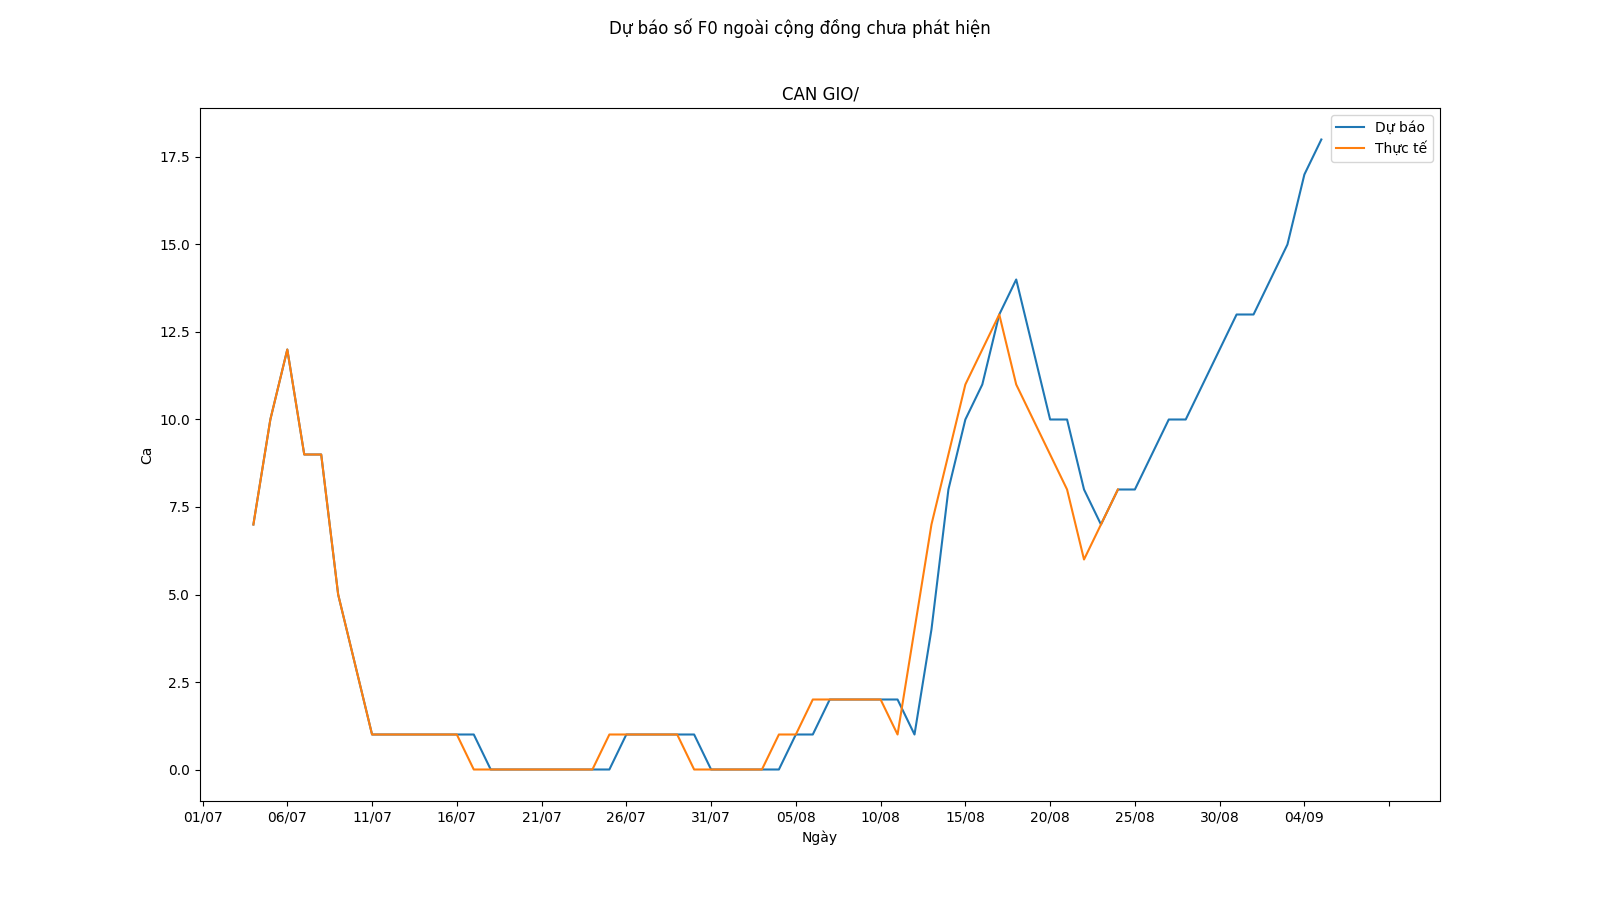 Dự báo số F0 ngoài cộng đồng chưa phát hiện
CAN GIO/
Dự báo
Thực tế
17.5
15.0
12.5
10.0
7.5
5.0
2.5
0.0
Ca
01/07 06/07 11/07 16/07 21/07 26/07 31/07 05/08 10/08 15/08 20/08 25/08 30/08 04/09
Ngày